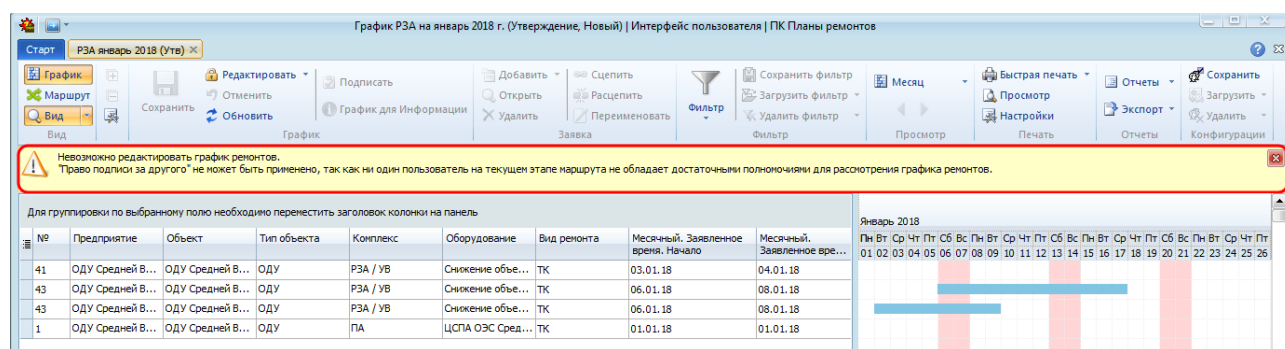 График РЗА на январь 2018 г. (Утверждение, Новый) | Интерфейс пользователя | ПК Планы ремонтов
Старт РЗА январь 2018 (Утв)
График Редактировать Подписать Добавить Сцепить Сохранить фильтр Месяц Быстрая печать Отчеты Сохранить
Маршрут Сохранить Отменить График для Информации Открыть Расцепить Фильтр Загрузить фильтр Просмотр Экспорт Загрузить
Вид Обновить Удалить Переименовать Удалить фильтр Настройки Удалить
Вид График Заявка Фильтр Просмотр Печать Отчеты Конфигурации
Невозможно редактировать график ремонтов.
"Право подписи за другого" не может быть применено, так как ни один пользователь на текущем этапе маршрута не обладает достаточными полномочиями для рассмотрения графика ремонтов.
Для группировки по выбранному полю необходимо переместить заголовок колонки на панель
Январь 2018
№ Предприятие Объект Тип объекта Комплекс Оборудование Вид ремонта Месячный. Заявленное время. Начало Месячный. Заявленное вре...
Пн Вт Ср Чт Пт Сб Вс Пн Вт Ср Чт Пт Сб Вс Пн Вт Ср Чт Пт Сб Вс Пн Вт Ср Чт Пт
01 02 03 04 05 06 07 08 09 10 11 12 13 14 15 16 17 18 19 20 21 22 23 24 25 26
41 ОДУ Средней В... ОДУ Средней В... ОДУ РЗА / УВ Снижение объе... ТК 03.01.18 04.01.18
43 ОДУ Средней В... ОДУ Средней В... ОДУ РЗА / УВ Снижение объе... ТК 06.01.18 08.01.18
43 ОДУ Средней В... ОДУ Средней В... ОДУ РЗА / УВ Снижение объе... ТК 06.01.18 08.01.18
1 ОДУ Средней В... ОДУ Средней В... ОДУ ПА ЦСПА ОЭС Сред... ТК 01.01.18 01.01.18